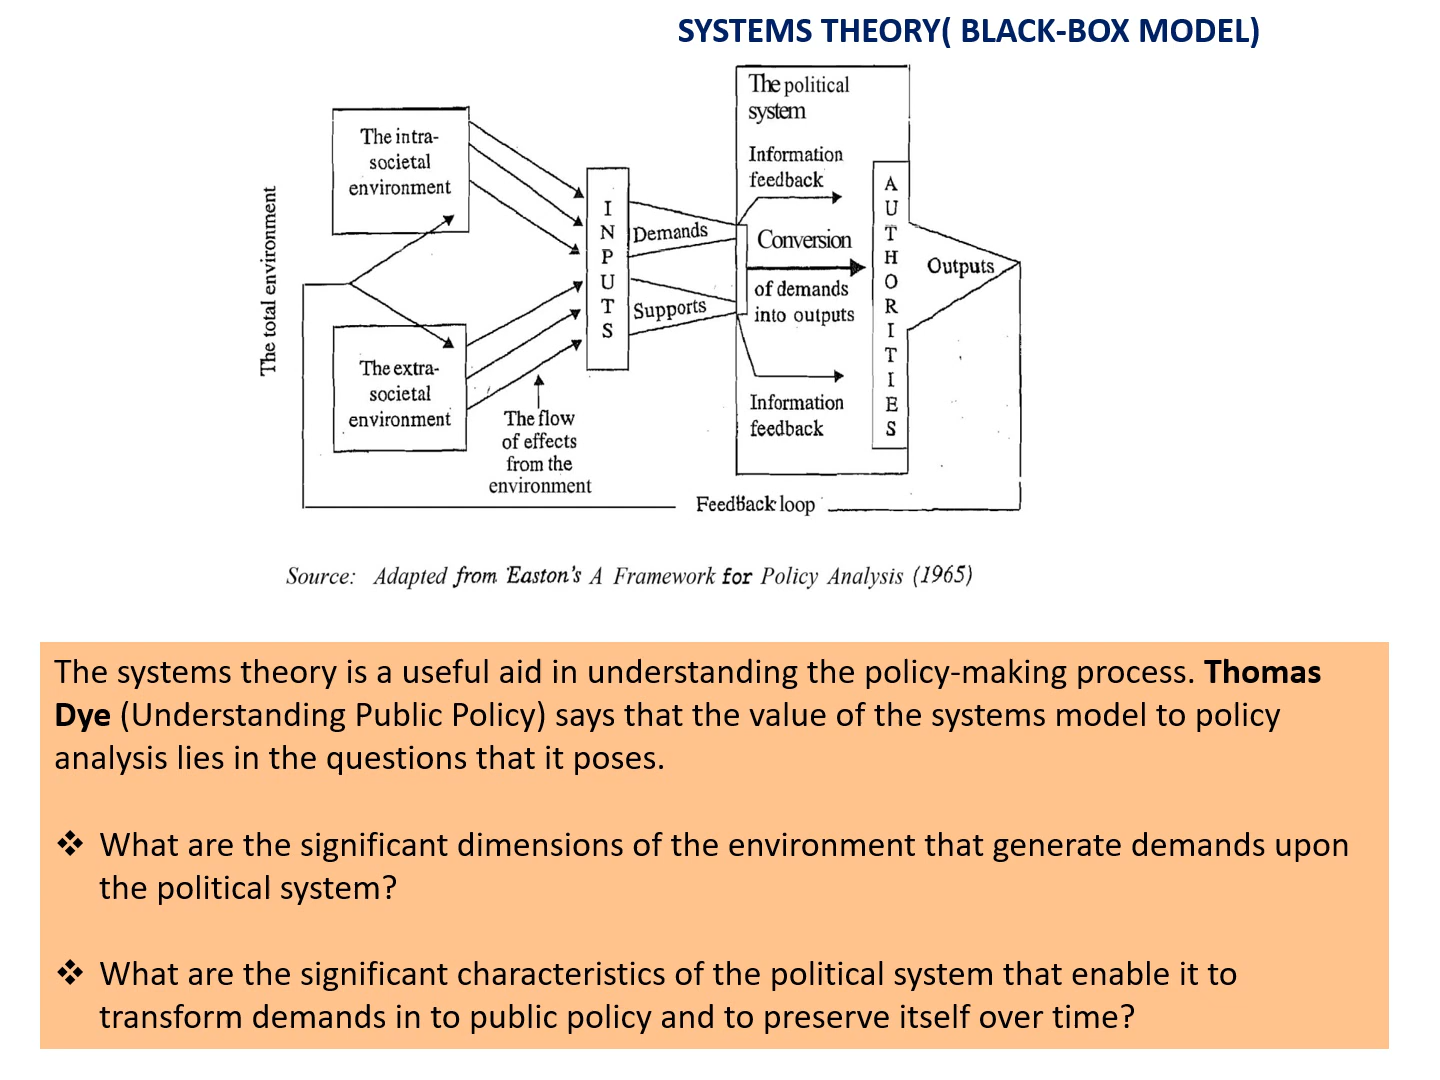 SYSTEMS THEORY( BLACK-BOX MODEL)
The political
system
The intra-
societal
environment
Information
feedback
The total environment
INPUTS
Demands
Supports
Conversion
of demands
into outputs
AUTHORITIES
Outputs
The extra-
societal
environment
The flow
of effects
from the
environment
Information
feedback
Feedback loop
Source: Adapted from Easton's A Framework for Policy Analysis (1965)
The systems theory is a useful aid in understanding the policy-making process. Thomas
Dye (Understanding Public Policy) says that the value of the systems model to policy
analysis lies in the questions that it poses.
❖ What are the significant dimensions of the environment that generate demands upon
the political system?
❖ What are the significant characteristics of the political system that enable it to
transform demands in to public policy and to preserve itself over time?